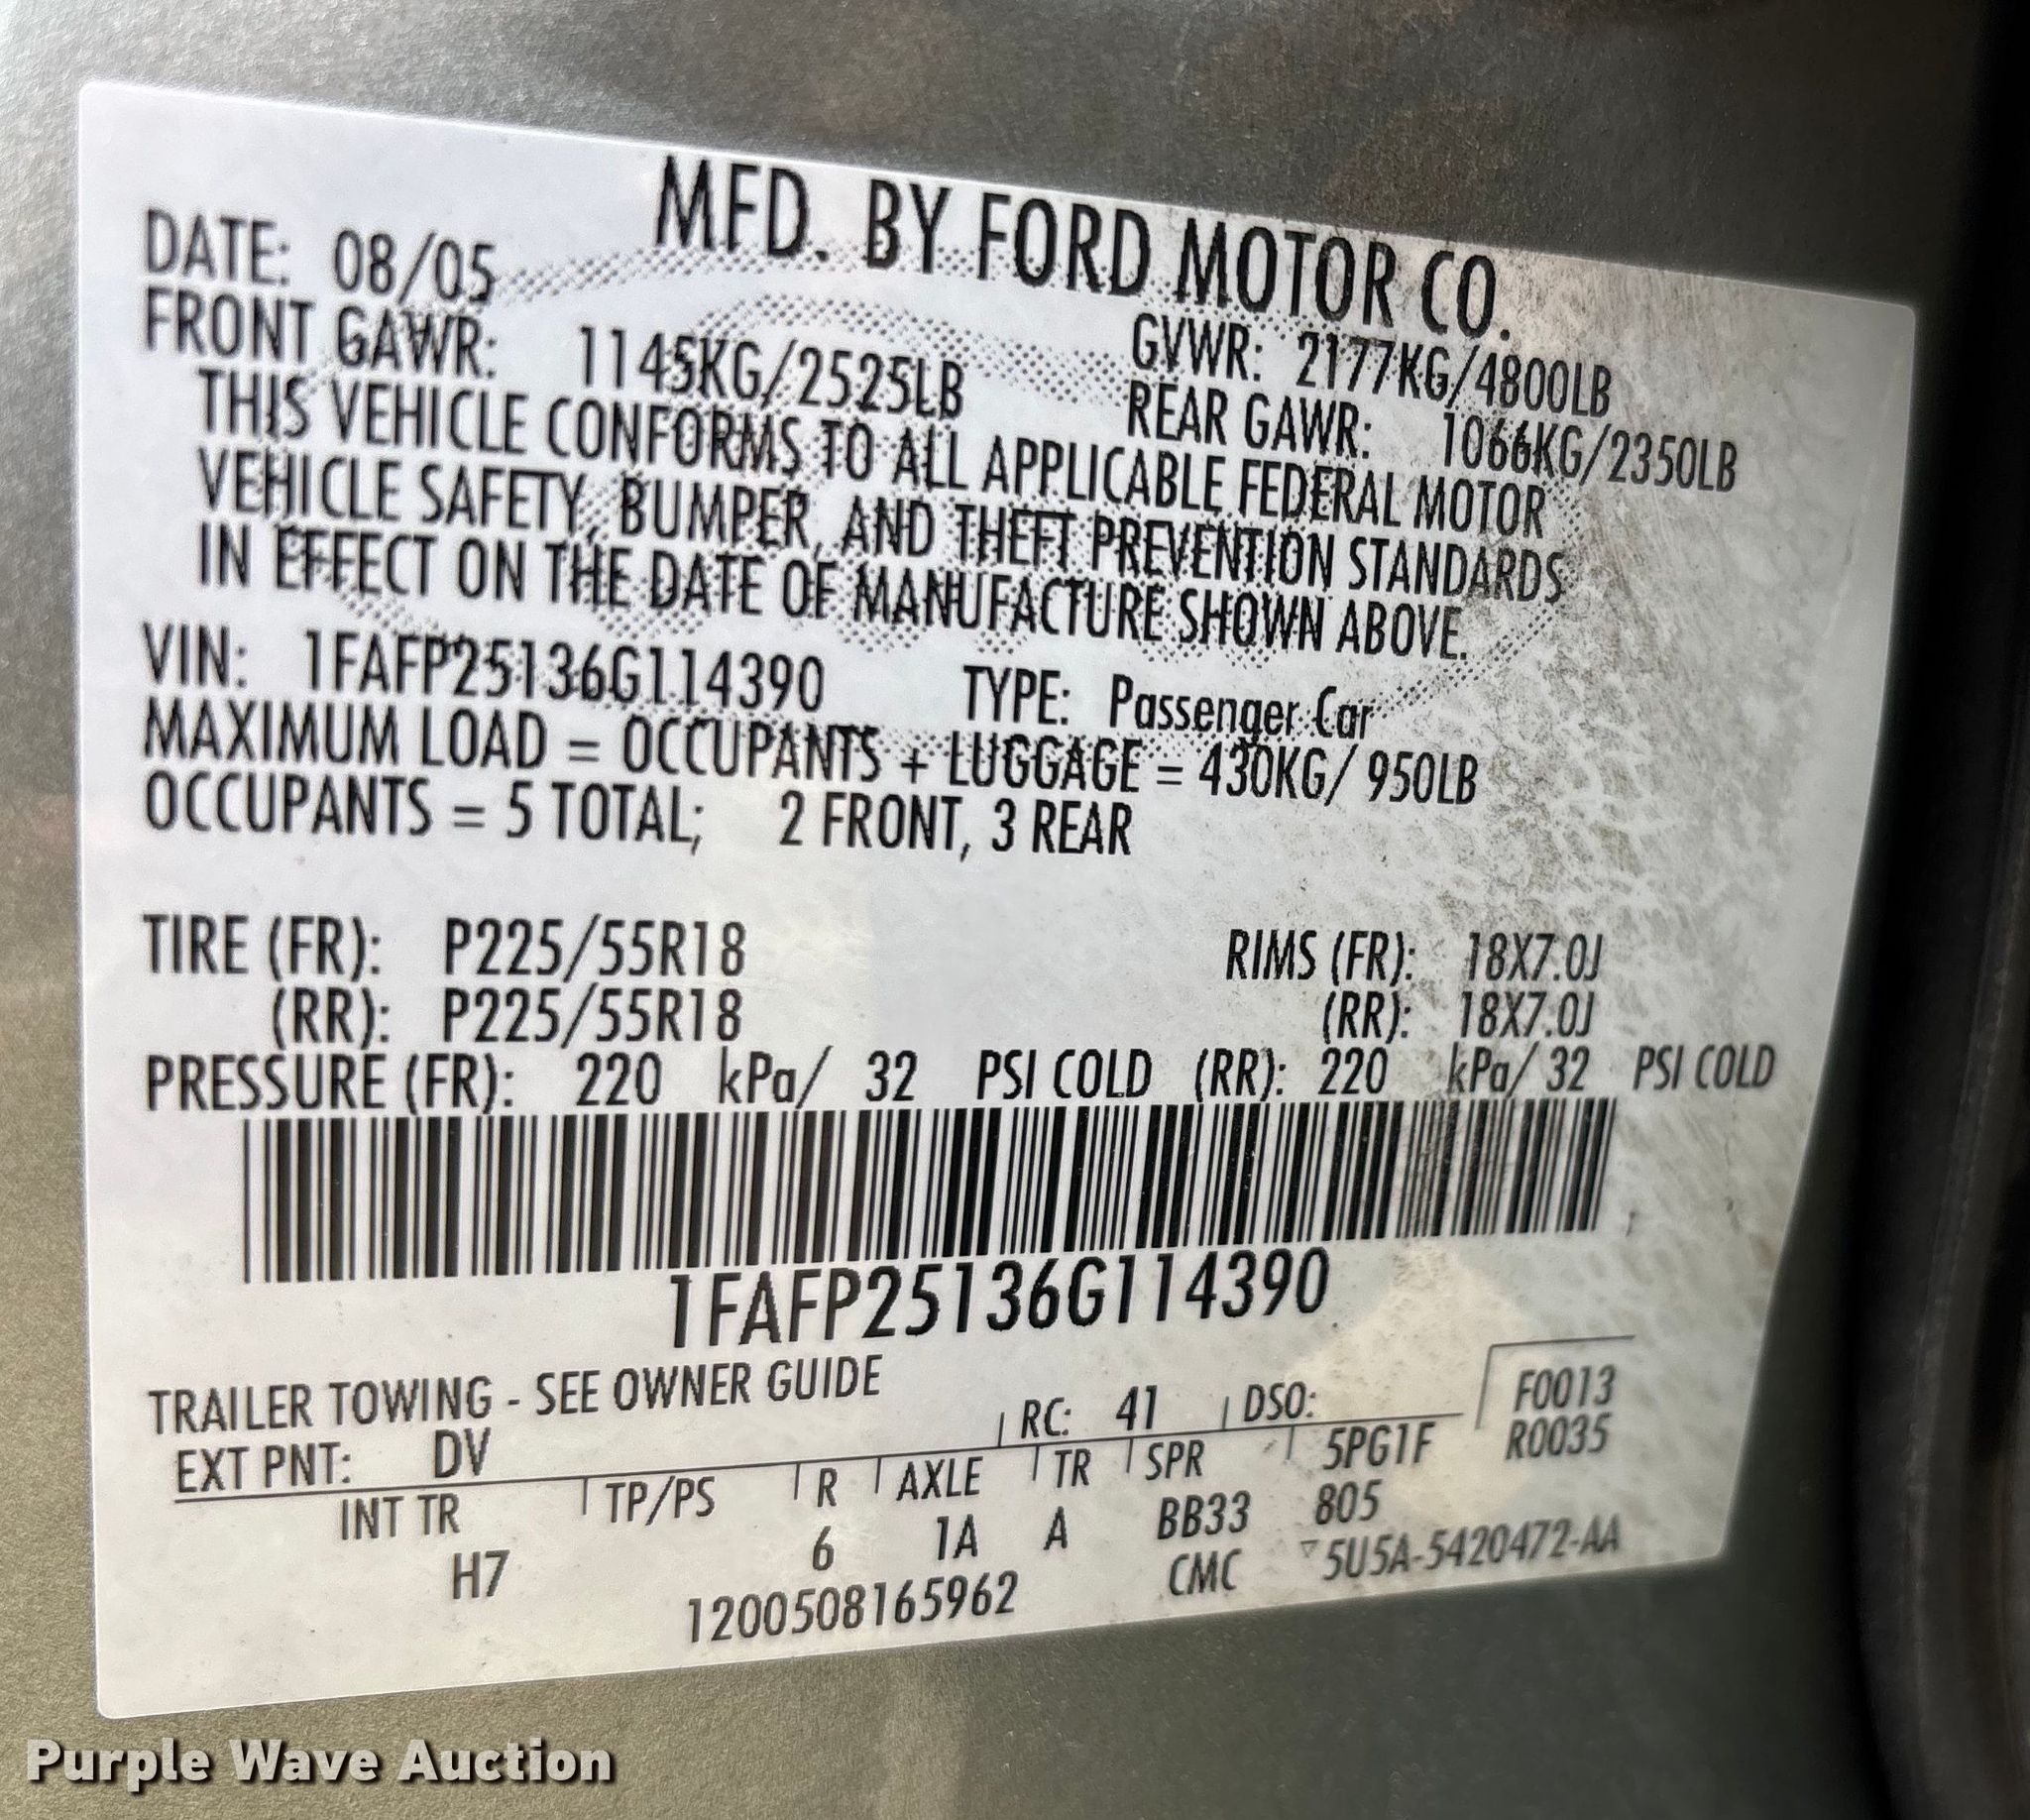 MFD. BY FORD MOTOR CO.
DATE: 08/05 GVWR: 2177KG/4800LB
FRONT GAWR: 1145KG/2525LB REAR GAWR: 1066KG/2350LB
THIS VEHICLE CONFORMS TO ALL APPLICABLE FEDERAL MOTOR
VEHICLE SAFETY, BUMPER, AND THEFT PREVENTION STANDARDS
IN EFFECT ON THE DATE OF MANUFACTURE SHOWN ABOVE.
VIN: 1FAFP25136G114390 TYPE: Passenger Car
MAXIMUM LOAD = OCCUPANTS + LUGGAGE = 430KG/ 950LB
OCCUPANTS = 5 TOTAL; 2 FRONT, 3 REAR
TIRE (FR): P225/55R18 RIMS (FR): 18X7.0J
(RR): P225/55R18 (RR): 18X7.0J
PRESSURE (FR): 220 kPa/ 32 PSI COLD (RR): 220 kPa/ 32 PSI COLD
1FAFP25136G114390
TRAILER TOWING - SEE OWNER GUIDE
EXT PNT: DV RC: 41 DSO: F0013
INT TR TP/PS R AXLE TR SPR 5PG1F R0035
H7 6 1A A BB33 805
1200508165962 CMC ▽5U5A-5420472-AA
Purple Wave Auction